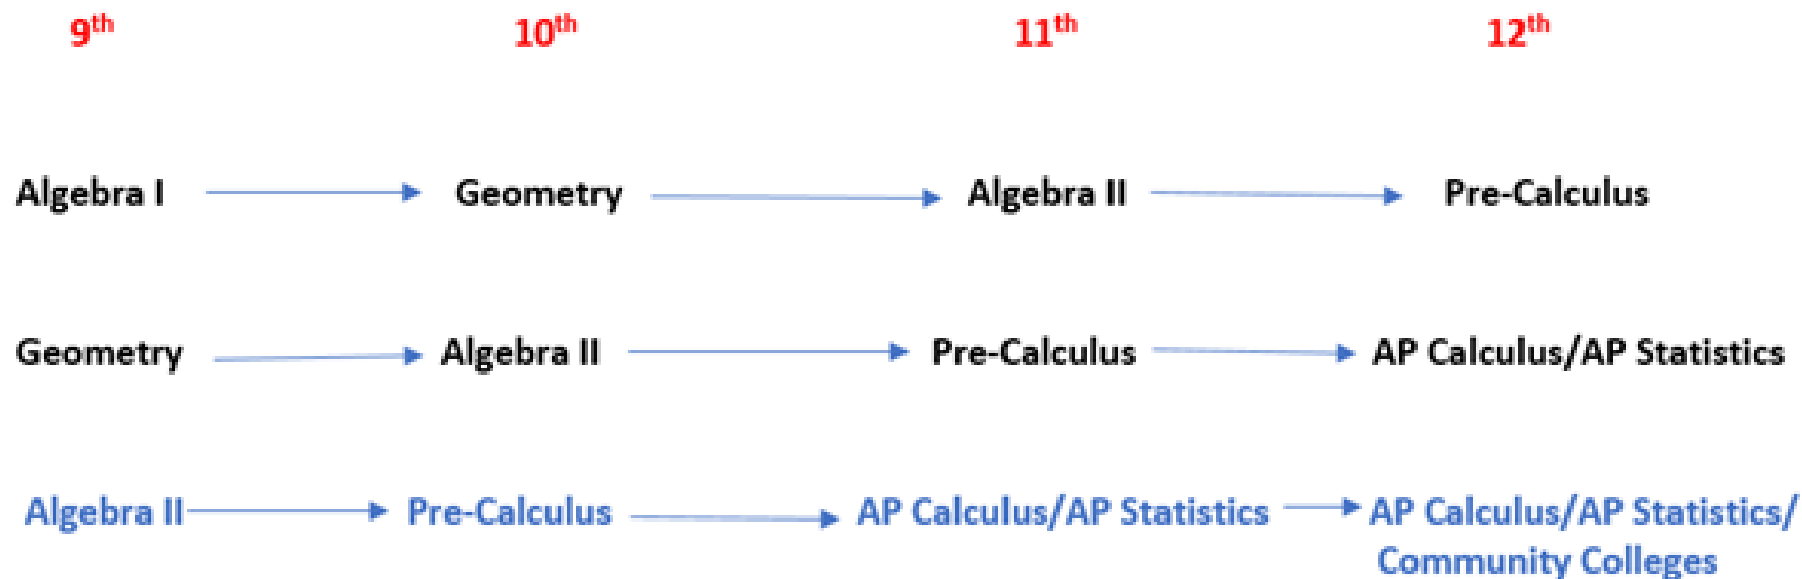 9th 10th 11th 12th
Algebra I Geometry Algebra II Pre-Calculus
Geometry Algebra II Pre-Calculus AP Calculus/AP Statistics
Algebra II Pre-Calculus AP Calculus/AP Statistics AP Calculus/AP Statistics/
Community Colleges